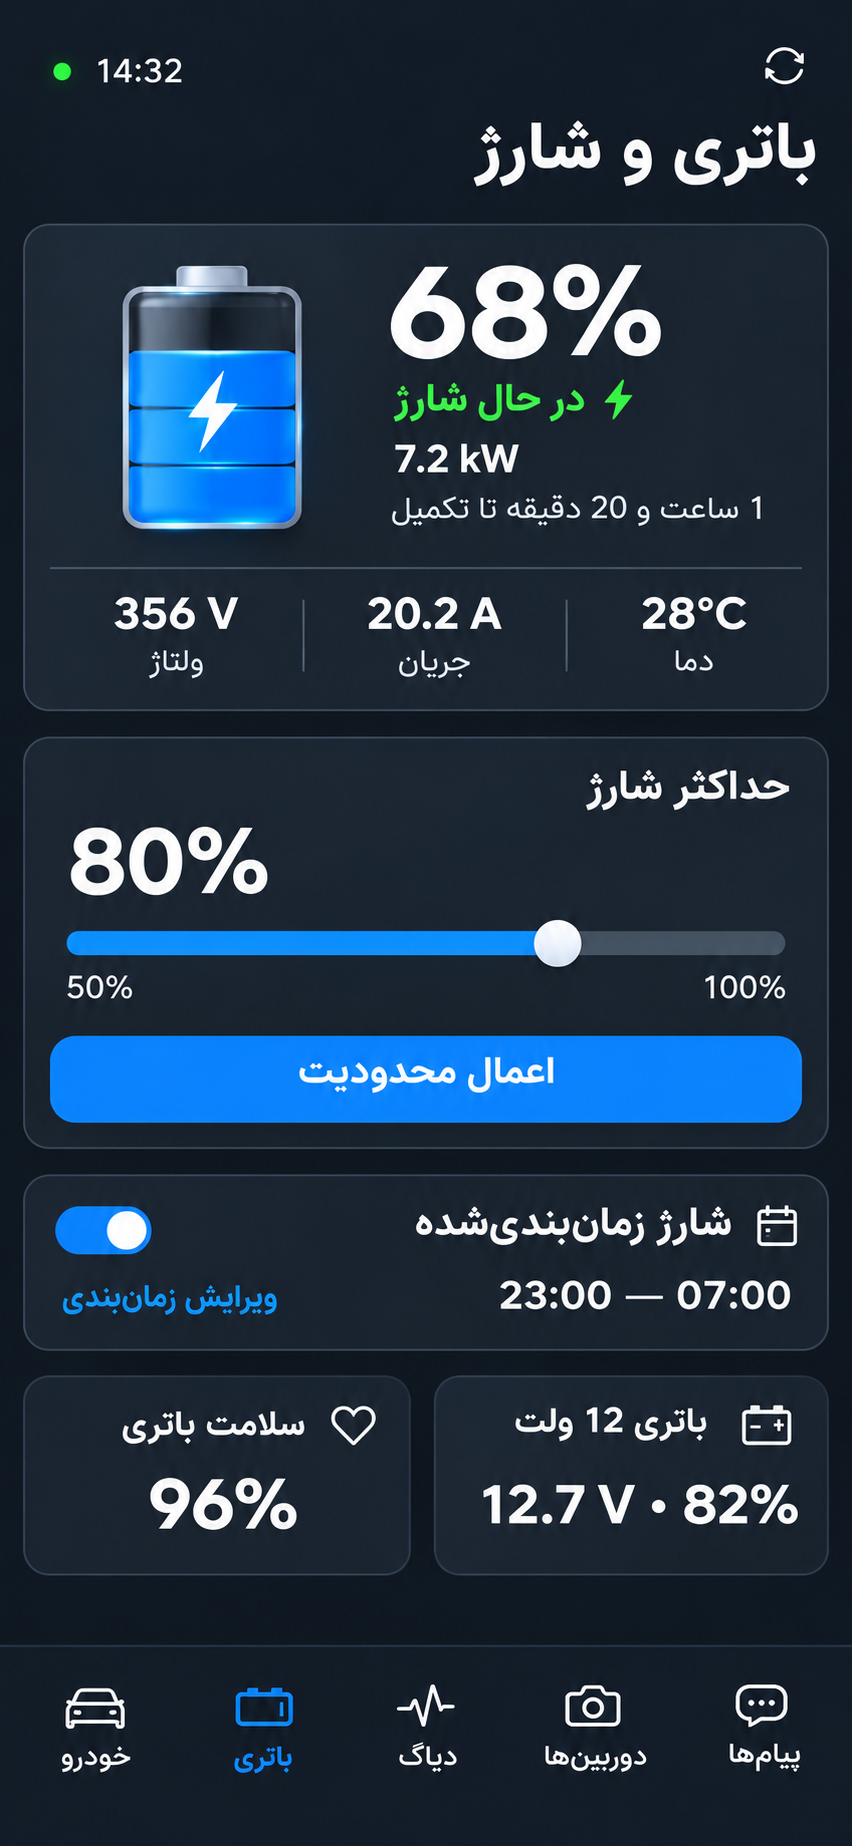 14:32
باتری و شارژ
68%
در حال شارژ
7.2 kW
1 ساعت و 20 دقیقه تا تکمیل
28°C
دما
20.2 A
جریان
356 V
ولتاژ
حداکثر شارژ
80%
50%
100%
اعمال محدودیت
شارژ زمان‌بندی‌شده
23:00 — 07:00
ویرایش زمان‌بندی
باتری 12 ولت
12.7 V • 82%
سلامت باتری
96%
پیام‌ها
دوربین‌ها
دیاگ
باتری
خودرو